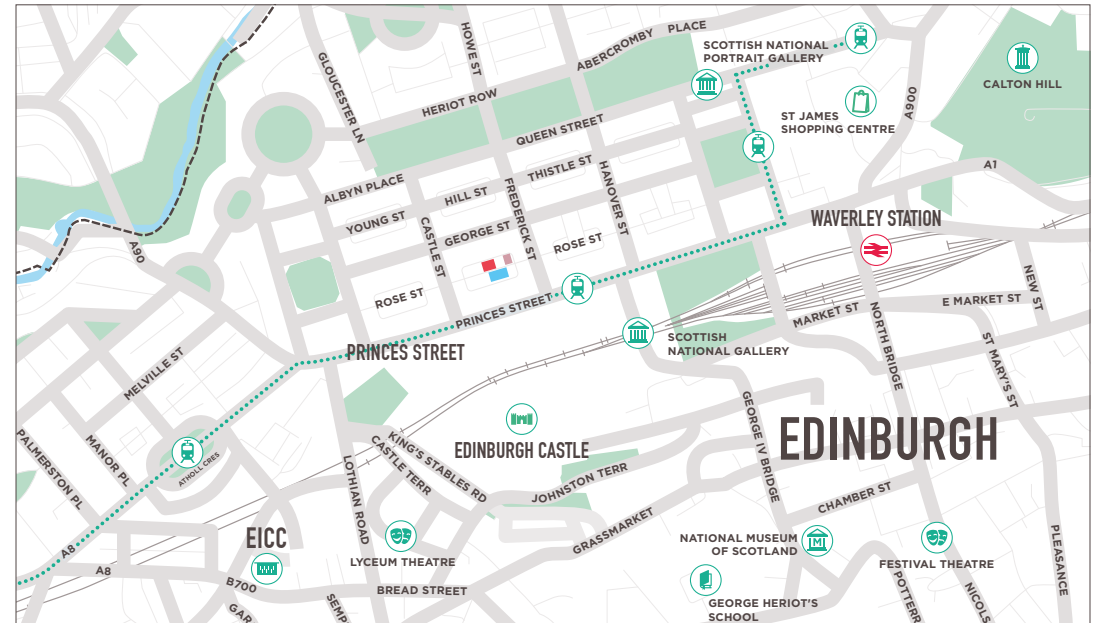 HOWE ST
ABERCROMBY PLACE
SCOTTISH NATIONAL
PORTRAIT GALLERY
GLOUCESTER LN
CALTON HILL
HERIOT ROW
A900
ST JAMES
SHOPPING CENTRE
QUEEN STREET
THISTLE ST
HANOVER ST
A1
ALBYN PLACE
HILL ST
FREDERICK ST
YOUNG ST
CASTLE ST
GEORGE ST
ROSE ST
WAVERLEY STATION
A90
ROSE ST
PRINCES STREET
NEW ST
E MARKET ST
MARKET ST
NORTH BRIDGE
SCOTTISH
NATIONAL GALLERY
PRINCES STREET
MELVILLE ST
ST MARY'S ST
GEORGE IV BRIDGE
EDINBURGH
EDINBURGH CASTLE
PALMERSTON PL
MANOR PL
ATHOLL CRES
KING'S STABLES RD
CASTLE TERR
LOTHIAN ROAD
JOHNSTON TERR
CHAMBER ST
GRASSMARKET
EICC
A8
A8
LYCEUM THEATRE
NATIONAL MUSEUM
OF SCOTLAND
FESTIVAL THEATRE
PLEASANCE
B700
BREAD STREET
GEORGE HERIOT'S
SCHOOL
GAR
SEMP
POTTERR
NICOLS